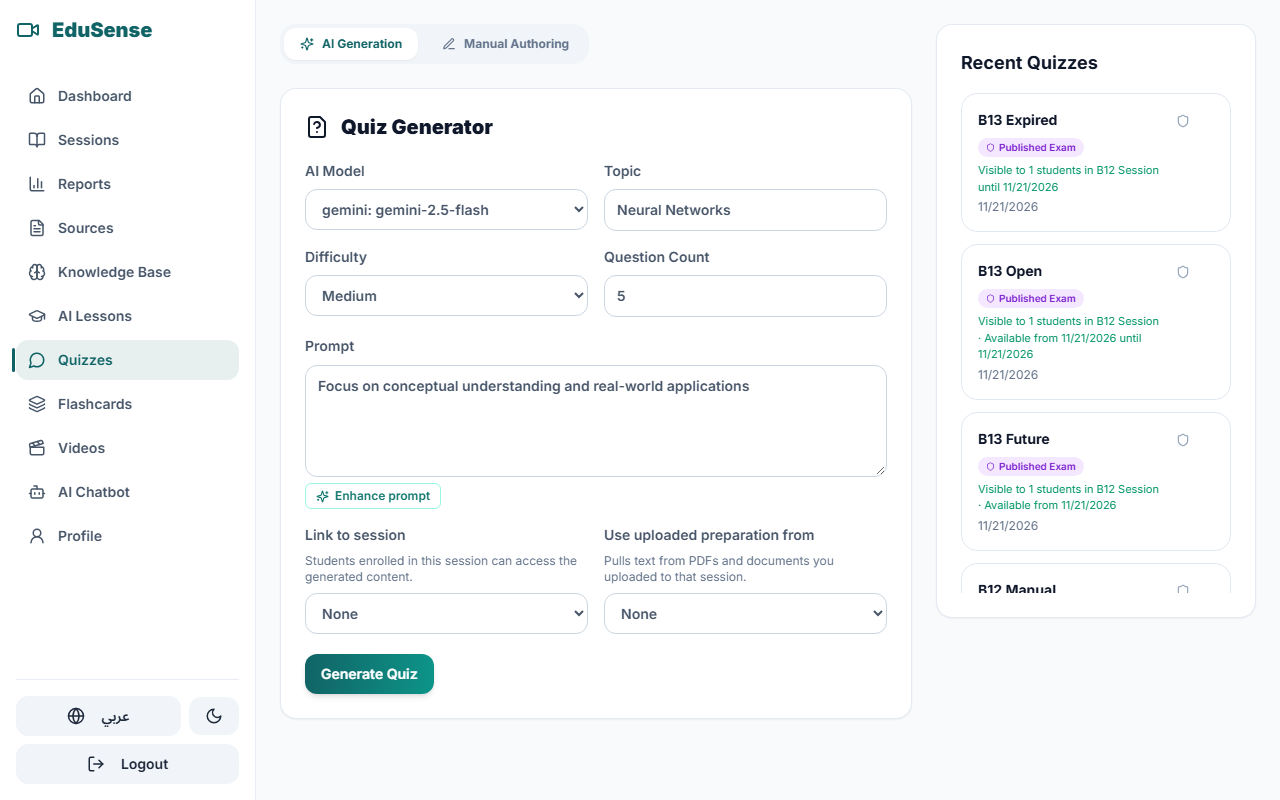 EduSense
Dashboard
Sessions
Reports
Sources
Knowledge Base
AI Lessons
Quizzes
Flashcards
Videos
AI Chatbot
Profile
عربي
Logout
AI Generation
Manual Authoring
Quiz Generator
AI Model
Topic
gemini: gemini-2.5-flash
Neural Networks
Difficulty
Question Count
Medium
5
Prompt
Focus on conceptual understanding and real-world applications
Enhance prompt
Link to session
Students enrolled in this session can access the
generated content.
None
Use uploaded preparation from
Pulls text from PDFs and documents you
uploaded to that session.
None
Generate Quiz
Recent Quizzes
B13 Expired
Published Exam
Visible to 1 students in B12 Session
until 11/21/2026
11/21/2026
B13 Open
Published Exam
Visible to 1 students in B12 Session
· Available from 11/21/2026 until
11/21/2026
11/21/2026
B13 Future
Published Exam
Visible to 1 students in B12 Session
· Available from 11/21/2026
11/21/2026
B12 Manual